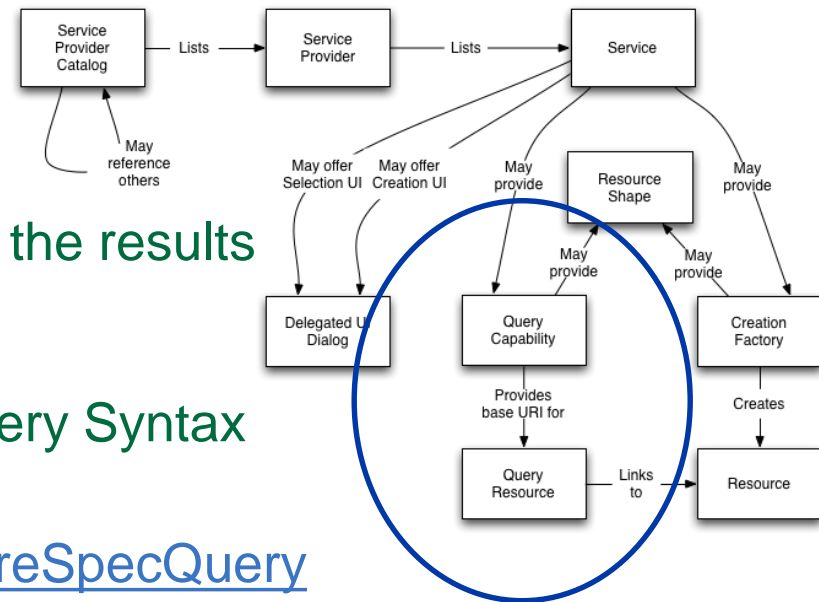 Service
Provider
Catalog
Lists
Service
Provider
Lists
Service
May
reference
others
May offer
Selection UI
May offer
Creation UI
May
provide
Resource
Shape
May
provide
the results
May
provide
May
provide
Delegated UI
Dialog
Query
Capability
Creation
Factory
Provides
base URI for
Creates
ery Syntax
Query
Resource
Links
to
Resource
reSpecQuery